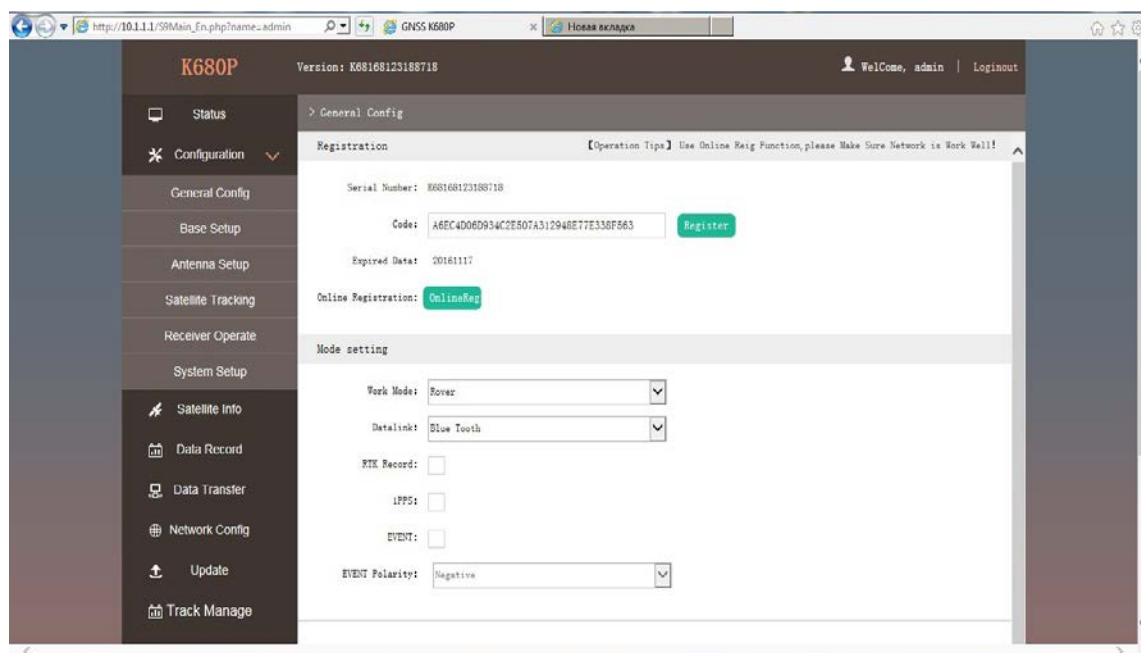 http://10.1.1.1/S9Main_En.php?name=admin
GNSS K680P
Новая вкладка
K680P
Version: K68168123188718
WelCome, admin | Loginout
Status
> General Config
Configuration
Registration
【Operation Tips】 Use Online Reig Function,please Make Sure Network is Work Well!
General Config
Serial Number: K68168123188718
Base Setup
Code: A6EC4D06D934C2E507A312948E77E338F563
Register
Antenna Setup
Expired Data: 20161117
Satellite Tracking
Online Registration: OnlineReg
Receiver Operate
Mode setting
System Setup
Work Mode: Rover
Satellite Info
Datalink: Blue Tooth
Data Record
RTK Record:
Data Transfer
1PPS:
Network Config
EVENT:
Update
EVENT Polarity: Negative
Track Manage